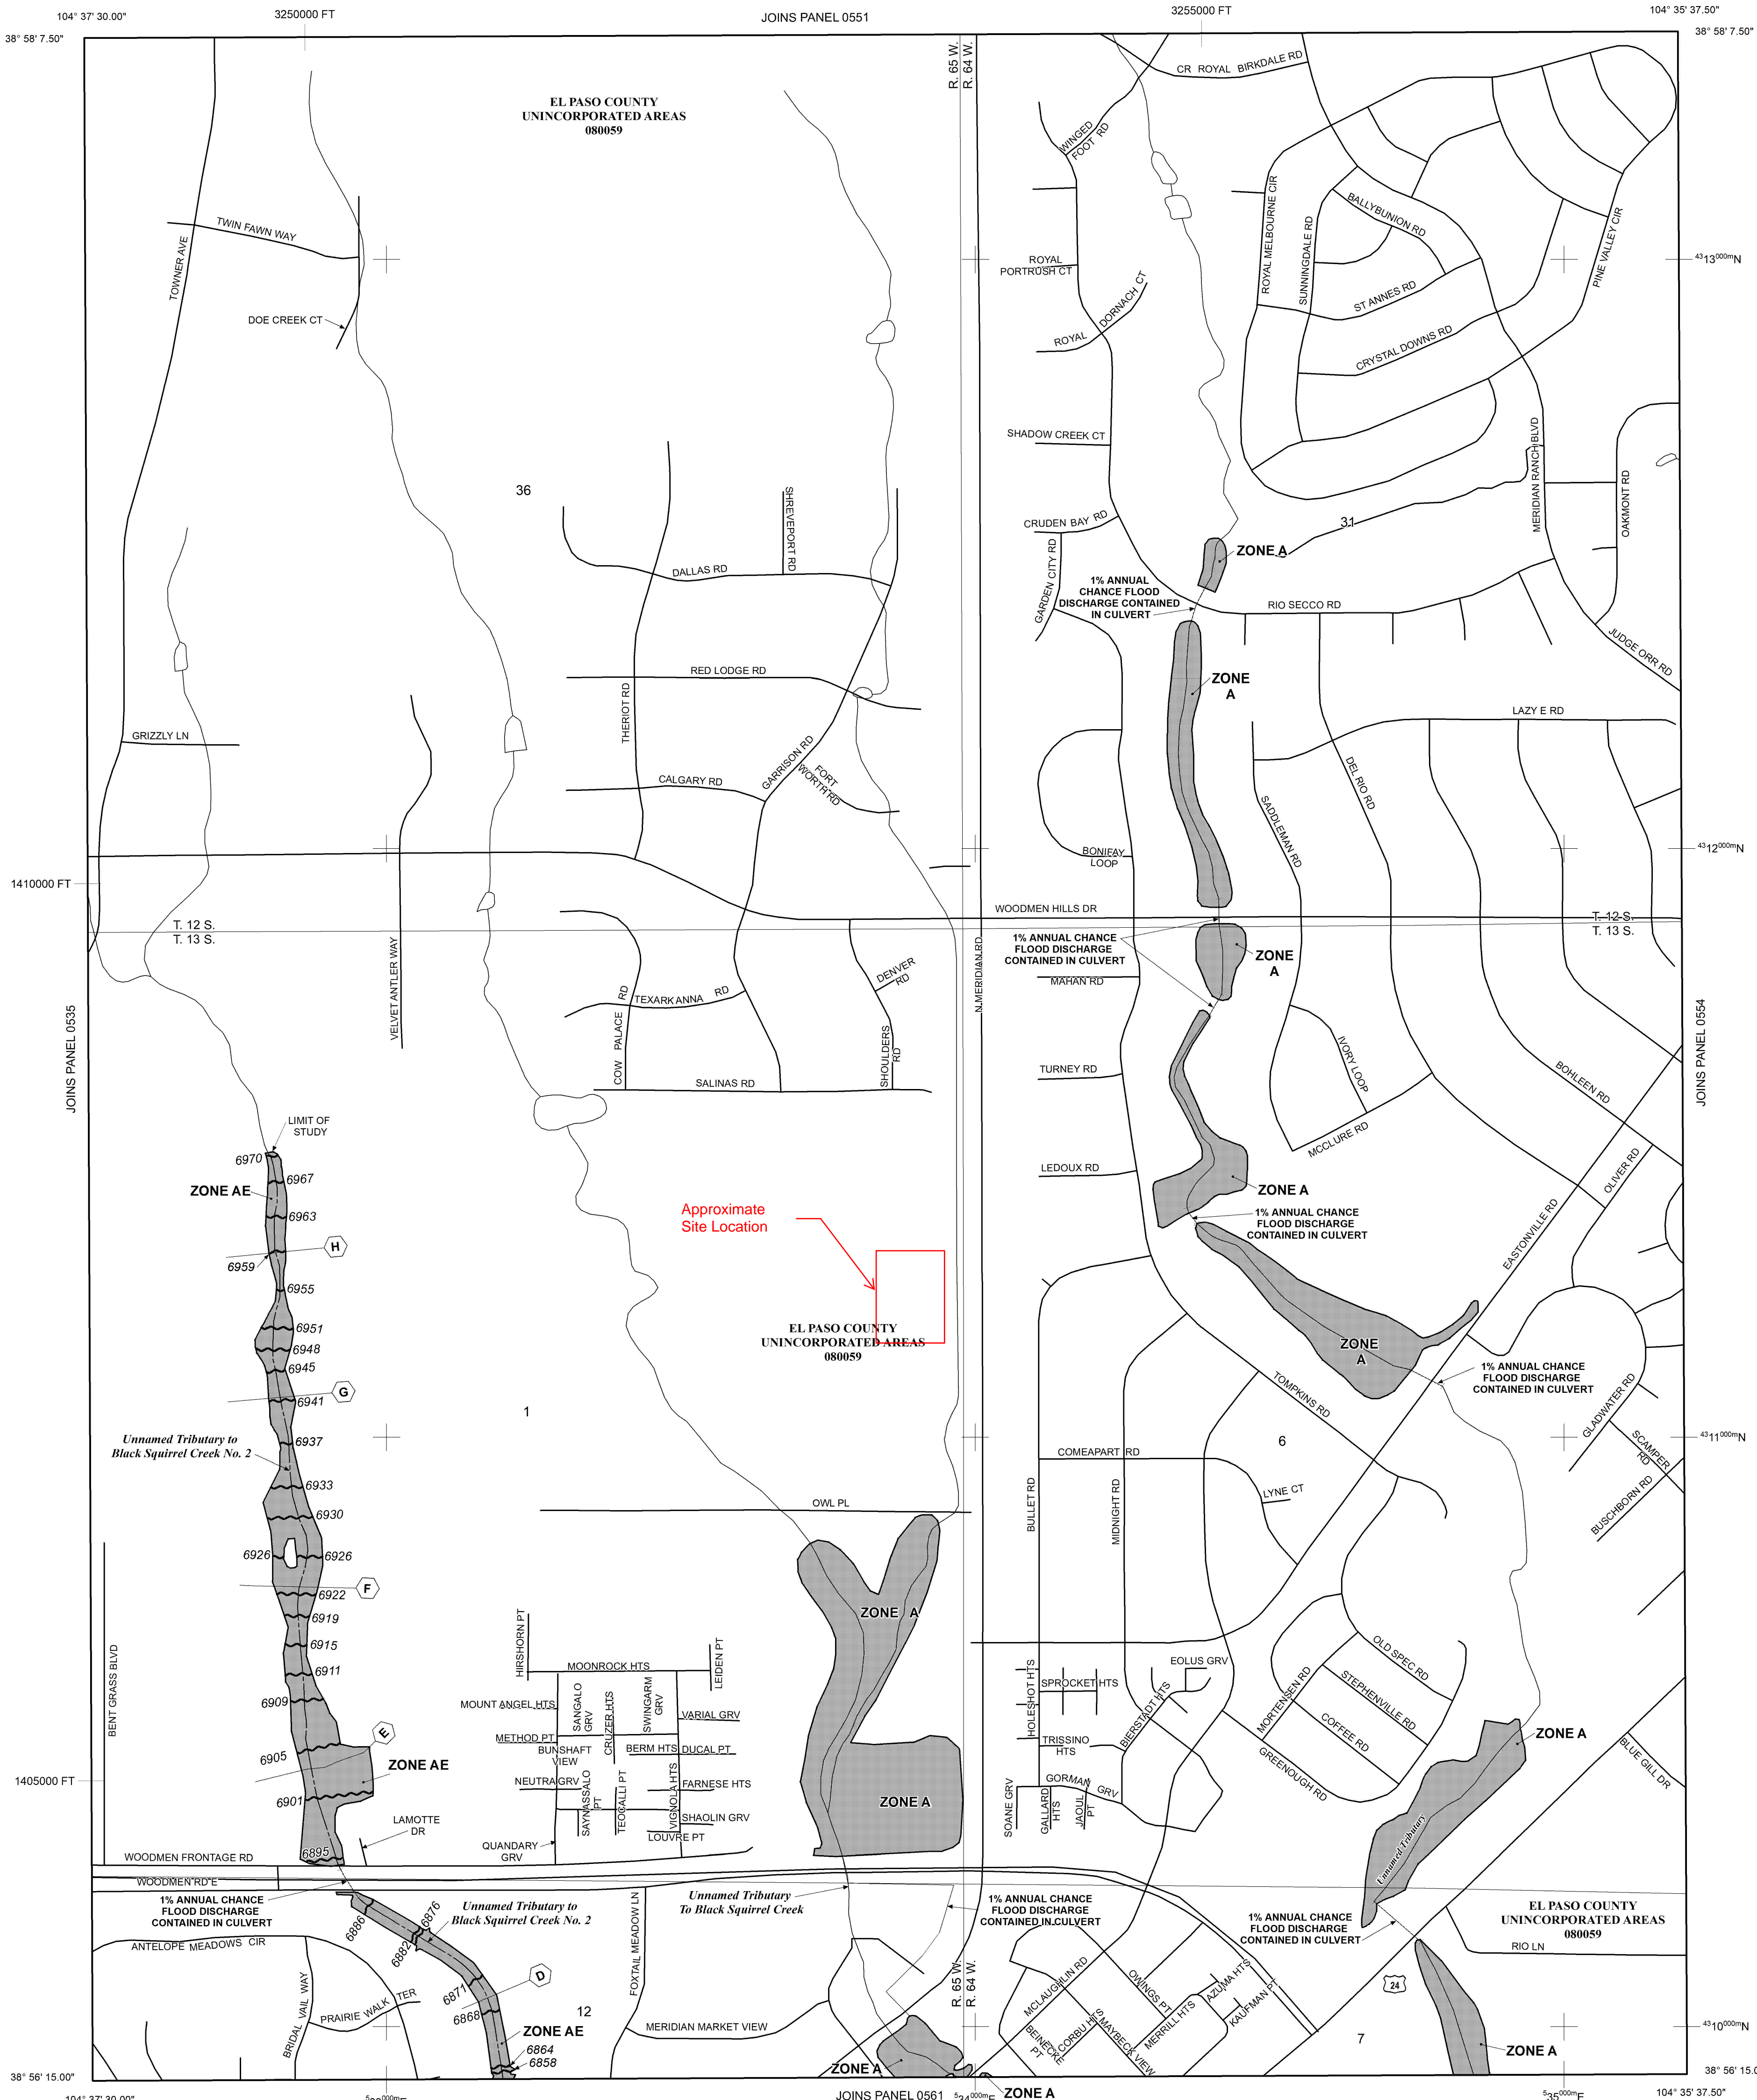 104° 37' 30.00"
3250000 FT
JOINS PANEL 0551
3255000 FT
104° 35' 37.50"
38° 58' 7.50"
38° 58' 7.50"
R. 65 W.
R. 64 W.
CR ROYAL BIRKDALE RD
EL PASO COUNTY
UNINCORPORATED AREAS
080059
WINGED
FOOT RD
TOWNER AVE
TWIN FAWN WAY
DOE CREEK CT
ROYAL
PORTRUSH CT
ROYAL DORNACH CT
ROYAL MELBOURNE CIR
SUNNINGDALE RD
BALLYBUNION RD
ST ANNES RD
CRYSTAL DOWNS RD
PINE VALLEY CIR
4313000mN
SHADOW CREEK CT
MERIDIAN RANCH BLVD
OAKMONT RD
36
31
SHREVEPORT RD
DALLAS RD
CRUDEN BAY RD
GARDEN CITY RD
ZONE A
1% ANNUAL
CHANCE FLOOD
DISCHARGE CONTAINED
IN CULVERT
RIO SECCO RD
JUDGE ORR RD
RED LODGE RD
THERIOT RD
ZONE
A
LAZY E RD
GRIZZLY LN
CALGARY RD
GARRISON RD
FORT
WORTH RD
DEL RIO RD
SADDLEMAN RD
BONIFAY
LOOP
4312000mN
1410000 FT
WOODMEN HILLS DR
T. 12 S.
T. 13 S.
T. 12 S.
T. 13 S.
1% ANNUAL CHANCE
FLOOD DISCHARGE
CONTAINED IN CULVERT
ZONE
A
MAHAN RD
N MERIDIAN RD
VELVET ANTLER WAY
DENVER
RD
TEXARKANNA RD
COW PALACE RD
SHOULDERS
RD
SALINAS RD
JOINS PANEL 0535
JOINS PANEL 0554
TURNEY RD
IVORY LOOP
BOHLEEN RD
MCCLURE RD
LIMIT OF
STUDY
6970
6967
ZONE AE
6963
H
6959
6955
6951
6948
6945
G
6941
6937
Unnamed Tributary to
Black Squirrel Creek No. 2
6933
6930
6926
6926
F
6922
6919
6915
6911
6909
E
6905
ZONE AE
6901
6895
LEDOUX RD
ZONE A
1% ANNUAL CHANCE
FLOOD DISCHARGE
CONTAINED IN CULVERT
OLIVER RD
EASTONVILLE RD
Approximate
Site Location
EL PASO COUNTY
UNINCORPORATED AREAS
080059
ZONE
A
1% ANNUAL CHANCE
FLOOD DISCHARGE
CONTAINED IN CULVERT
TOMPKINS RD
GLADWATER RD
SCAMPER
RD
BUSCHBORN RD
4311000mN
1
6
COMEAPART RD
LYNE CT
BULLET RD
MIDNIGHT RD
OWL PL
ZONE A
ZONE A
BENT GRASS BLVD
HIRSHORN PT
MOONROCK HTS
LEIDEN PT
MOUNT ANGEL HTS
SANGALO
GRV
CRUZER HTS
SWINGARM
GRV
VARIAL GRV
METHOD PT
BUNSHAFT
VIEW
BERM HTS
DUCAL PT
NEUTRA GRV
SAYNASSALO
PT
TEOCALLI PT
VIGNOLA HTS
FARNESE HTS
SHAOLIN GRV
LOUVRE PT
QUANDARY
GRV
LAMOTTE
DR
HOLESHOT HTS
SPROCKET HTS
EOLUS GRV
BIERSTADT HTS
TRISSINO
HTS
GORMAN GRV
SOANE GRV
GALLARD
HTS
JAOUL
PT
MORTENSEN RD
OLD SPEC RD
STEPHENVILLE RD
COFFEE RD
GREENOUGH RD
ZONE A
BLUE GILL DR
Unnamed Tributary
1405000 FT
WOODMEN FRONTAGE RD
WOODMEN RD E
1% ANNUAL CHANCE
FLOOD DISCHARGE
CONTAINED IN CULVERT
6886
6876
6882
Unnamed Tributary to
Black Squirrel Creek No. 2
ANTELOPE MEADOWS CIR
BRIDAL VAIL WAY
PRAIRIE WALK TER
6871
6868
D
12
ZONE AE
6864
6858
FOXTAIL MEADOW LN
Unnamed Tributary
To Black Squirrel Creek
1% ANNUAL CHANCE
FLOOD DISCHARGE
CONTAINED IN CULVERT
1% ANNUAL CHANCE
FLOOD DISCHARGE
CONTAINED IN CULVERT
EL PASO COUNTY
UNINCORPORATED AREAS
080059
RIO LN
24
MERIDIAN MARKET VIEW
R. 65 W.
R. 64 W.
MCLAUGHLIN RD
OWINGS PT
AZUMA HTS
KAUFMAN PT
MERRILL HTS
S MAYBECK VIEW
CORBU HTS
BEINECKE
PT
7
ZONE A
ZONE A
ZONE A
4310000mN
38° 56' 15.00"
38° 56' 15.0
104° 37' 30.00"
JOINS PANEL 0561
534000mE
535000mE
104° 35' 37.50"